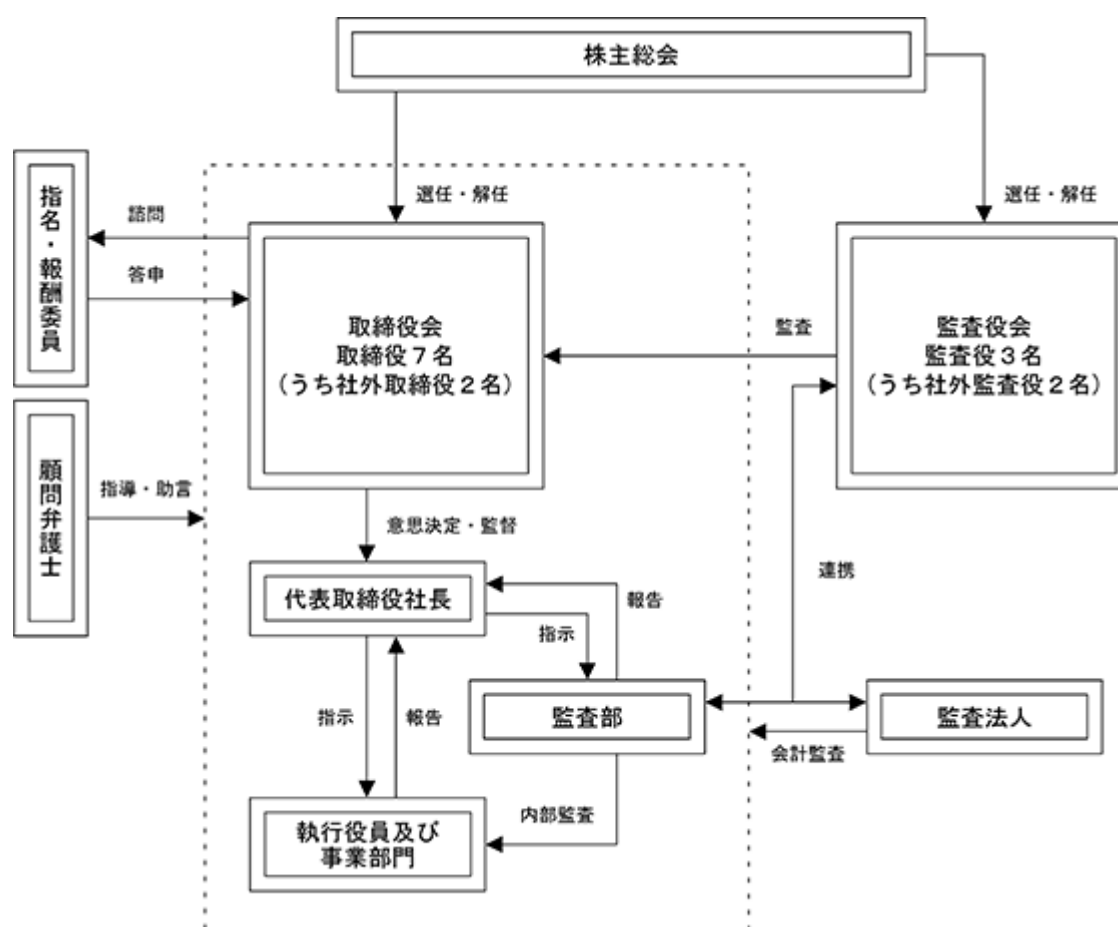 株主総会
選任・解任
選任・解任
指名・報酬委員
諮問
答申
取締役会
取締役７名
（うち社外取締役２名）
監査
監査役会
監査役３名
（うち社外監査役２名）
顧問弁護士
指導・助言
意思決定・監督
連携
代表取締役社長
報告
指示
監査部
監査法人
指示
報告
会計監査
内部監査
執行役員及び
事業部門